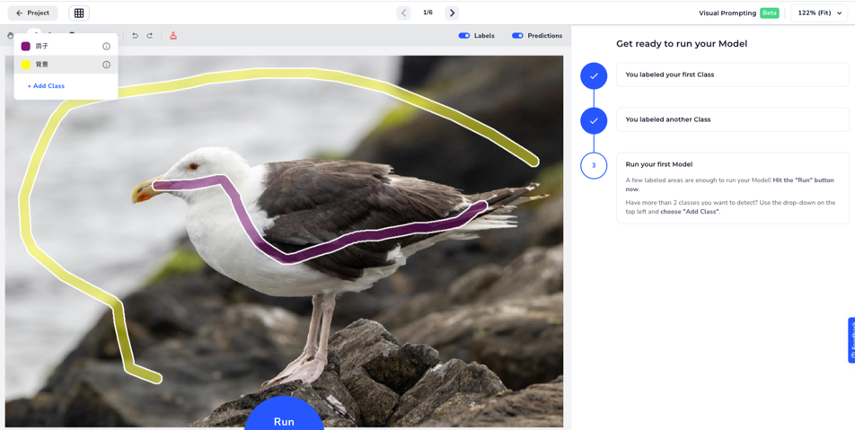 Project
1/6
Visual Prompting Beta
122% (Fit)
Labels
Predictions
鸽子
背景
+ Add Class
Run
Get ready to run your Model
You labeled your first Class
You labeled another Class
3
Run your first Model
A few labeled areas are enough to run your Model! Hit the "Run" button
now.
Have more than 2 classes you want to detect? Use the drop-down on the
top left and choose "Add Class".